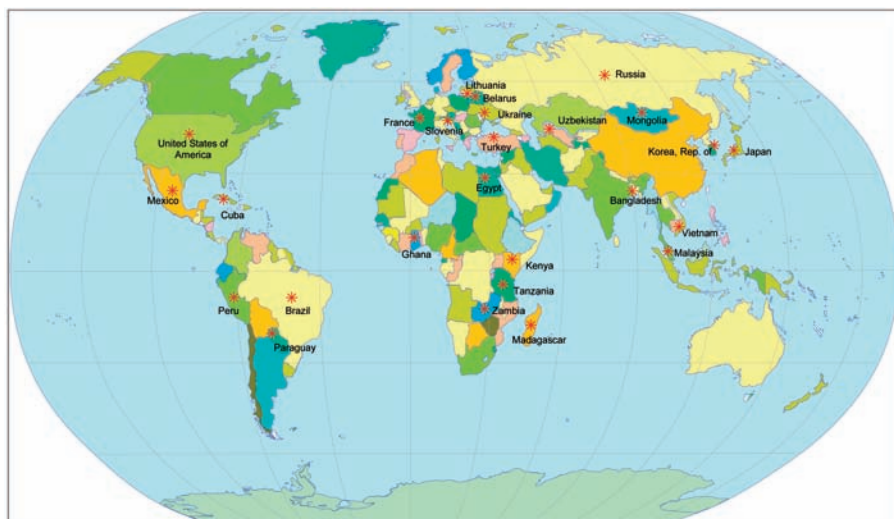 Russia
Lithuania
Belarus
Ukraine
France
Slovenia
Uzbekistan
Mongolia
United States of
America
Turkey
Korea, Rep. of
Japan
Egypt
Bangladesh
Mexico
Cuba
Vietnam
Ghana
Malaysia
Kenya
Tanzania
Peru
Brazil
Zambia
Madagascar
Paraguay